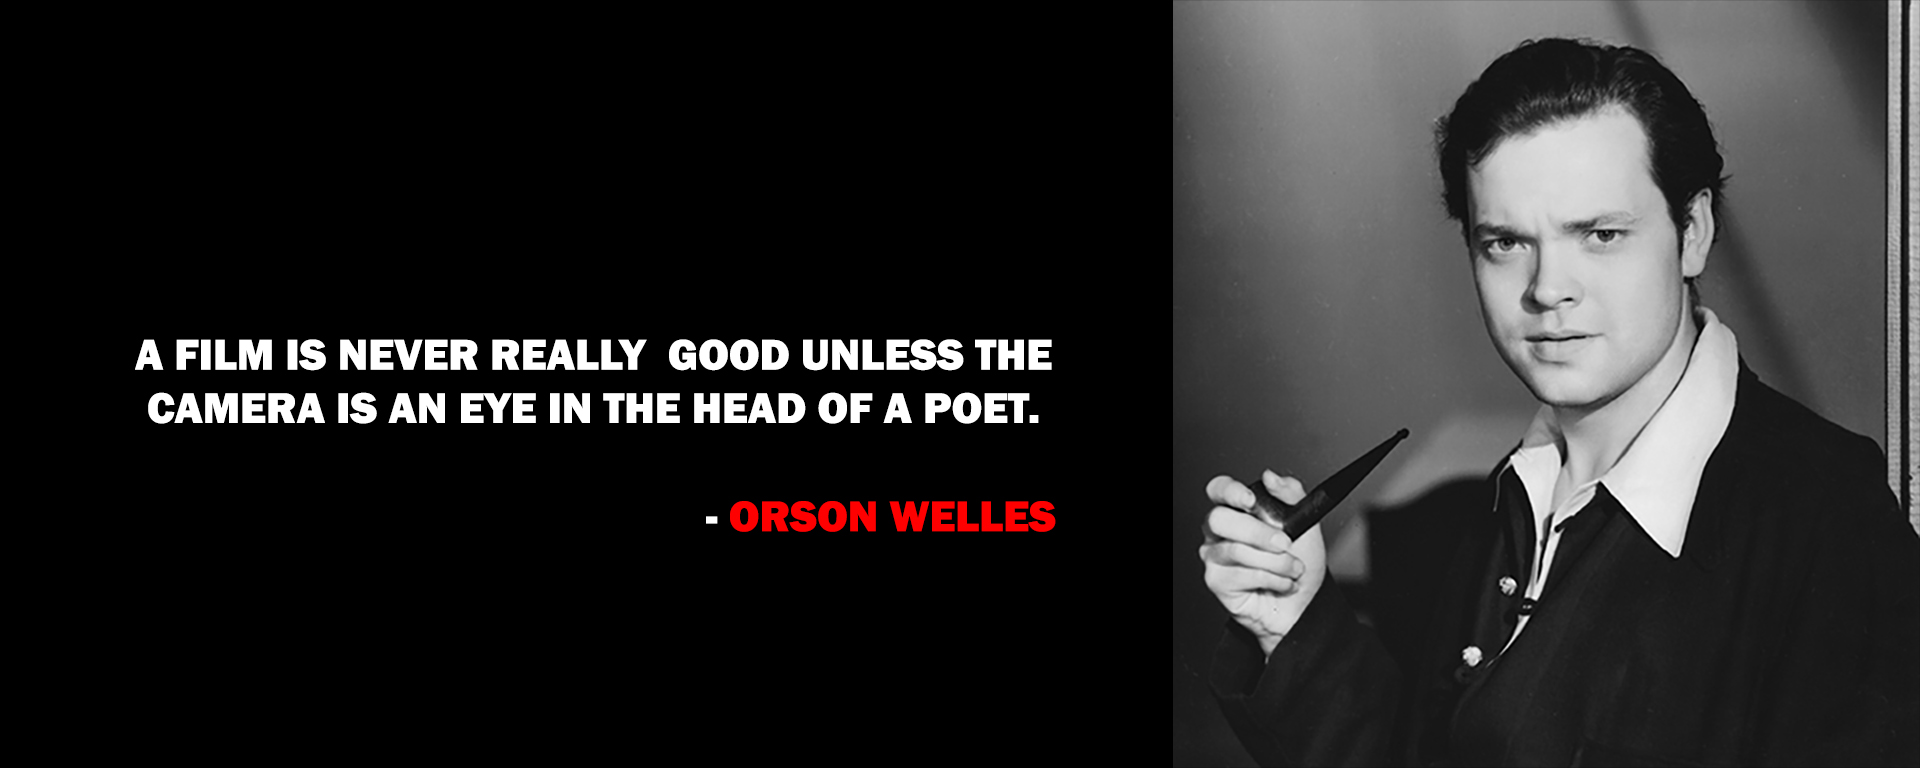 A FILM IS NEVER REALLY  GOOD UNLESS THE
CAMERA IS AN EYE IN THE HEAD OF A POET.
- ORSON WELLES